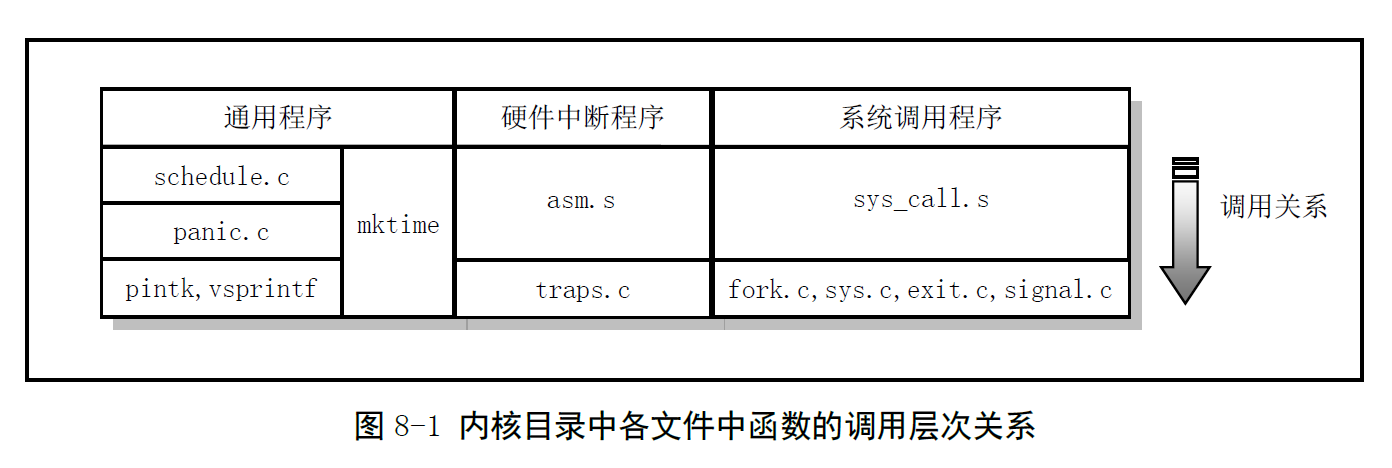 通用程序 硬件中断程序 系统调用程序
schedule.c
panic.c
pintk,vsprintf
mktime
asm.s
traps.c
sys_call.s
fork.c,sys.c,exit.c,signal.c
调用关系
图 8-1 内核目录中各文件中函数的调用层次关系